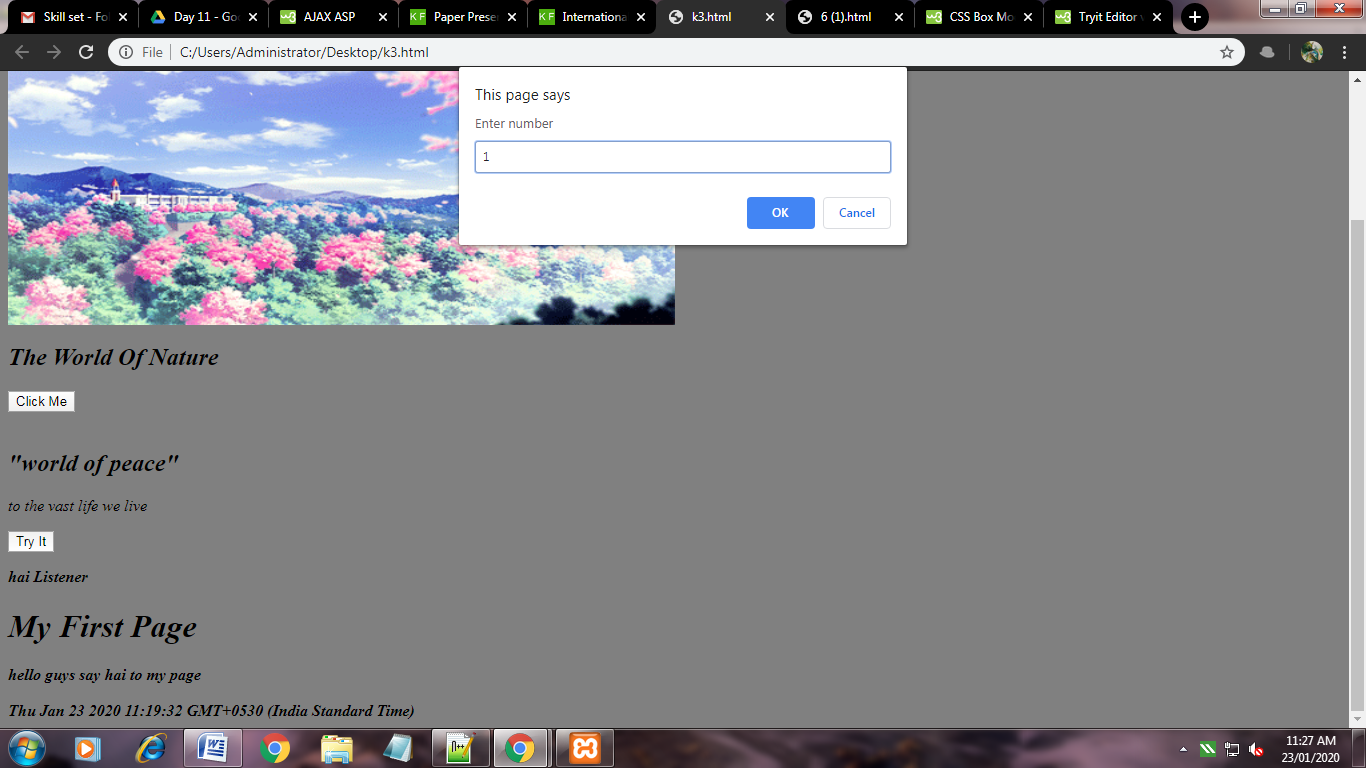 Skill set - Fo
Day 11 - Go
AJAX ASP
Paper Prese
Internationa
k3.html
6 (1).html
CSS Box Mo
Tryit Editor v
File
C:/Users/Administrator/Desktop/k3.html
This page says
Enter number
1
OK
Cancel
The World Of Nature
Click Me
"world of peace"
to the vast life we live
Try It
hai Listener
My First Page
hello guys say hai to my page
Thu Jan 23 2020 11:19:32 GMT+0530 (India Standard Time)
11:27 AM
23/01/2020